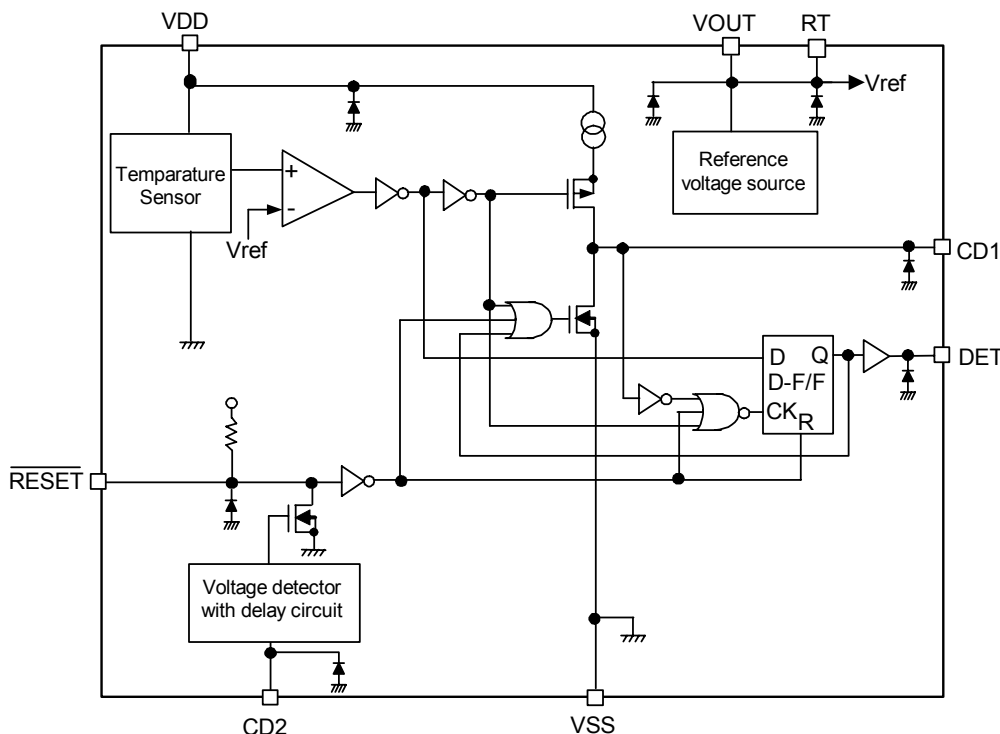 VDD
VOUT
RT
Vref
Temparature
Sensor
+
-
Vref
Reference
voltage source
CD1
D
Q
D-F/F
CK
R
DET
RESET
Voltage detector
with delay circuit
CD2
VSS